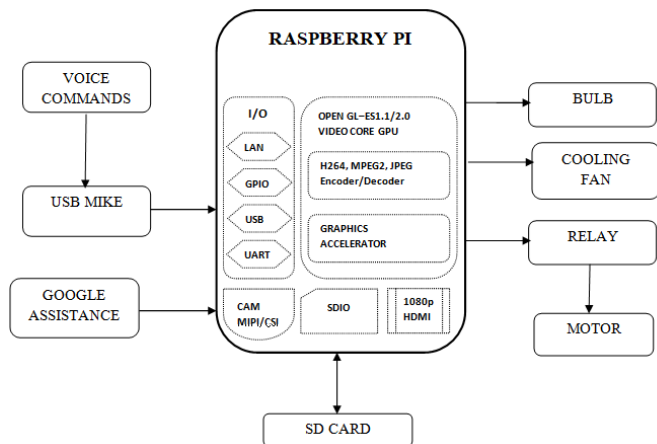 RASPBERRY PI
VOICE
COMMANDS
USB MIKE
GOOGLE
ASSISTANCE
I/O
LAN
GPIO
USB
UART
OPEN GL–ES1.1/2.0
VIDEO CORE GPU
H264, MPEG2, JPEG
Encoder/Decoder
GRAPHICS
ACCELERATOR
CAM
MIPI/CSI
SDIO
1080p
HDMI
BULB
COOLING
FAN
RELAY
MOTOR
SD CARD